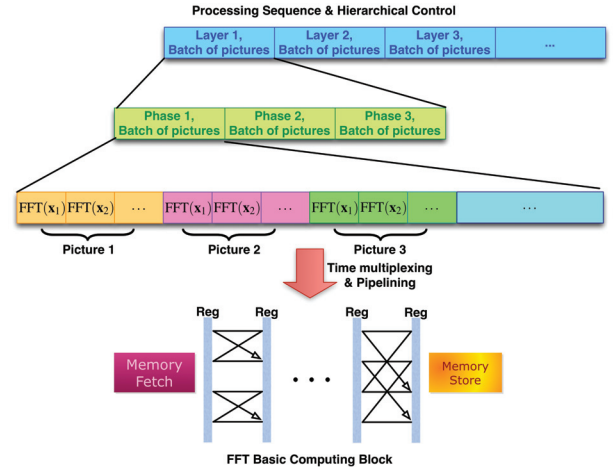 Processing Sequence & Hierarchical Control
Layer 1, Layer 2, Layer 3, ...
Batch of pictures Batch of pictures Batch of pictures
Phase 1, Phase 2, Phase 3,
Batch of pictures Batch of pictures Batch of pictures
FFT(x₁) FFT(x₂) ... FFT(x₁) FFT(x₂) ... FFT(x₁) FFT(x₂) ... ...
Picture 1 Picture 2 Picture 3
Time multiplexing
& Pipelining
Reg Reg Reg Reg
Memory
Fetch
...
Memory
Store
FFT Basic Computing Block